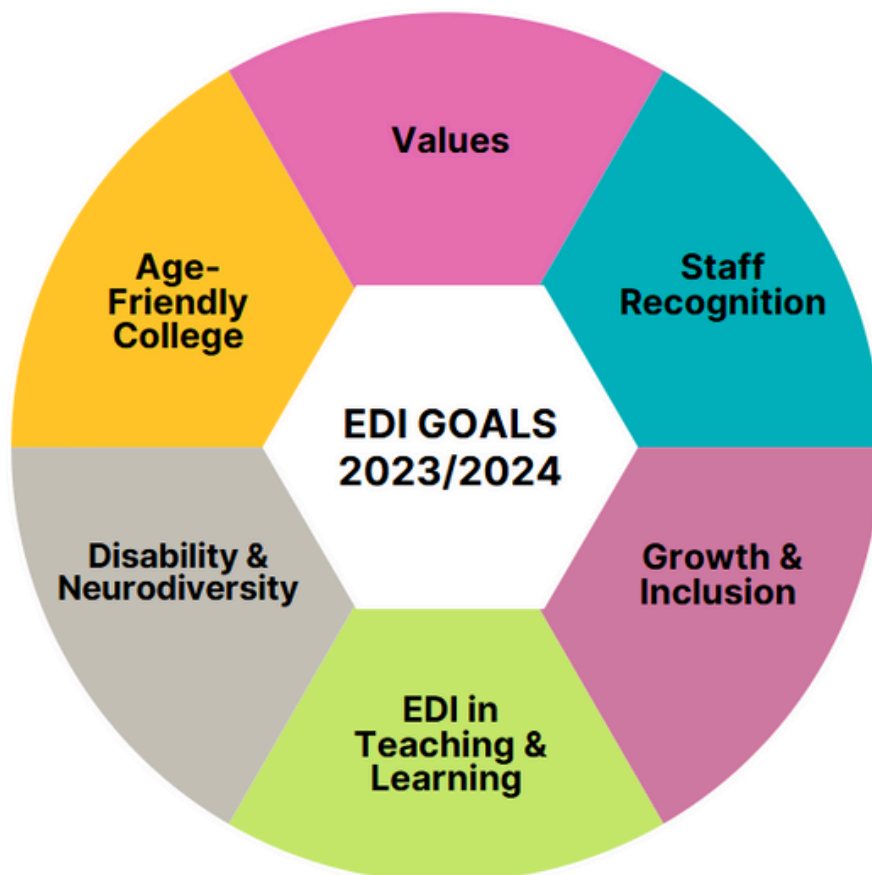 Values
Staff
Recognition
Growth &
Inclusion
EDI in
Teaching &
Learning
Disability &
Neurodiversity
Age-
Friendly
College
EDI GOALS
2023/2024